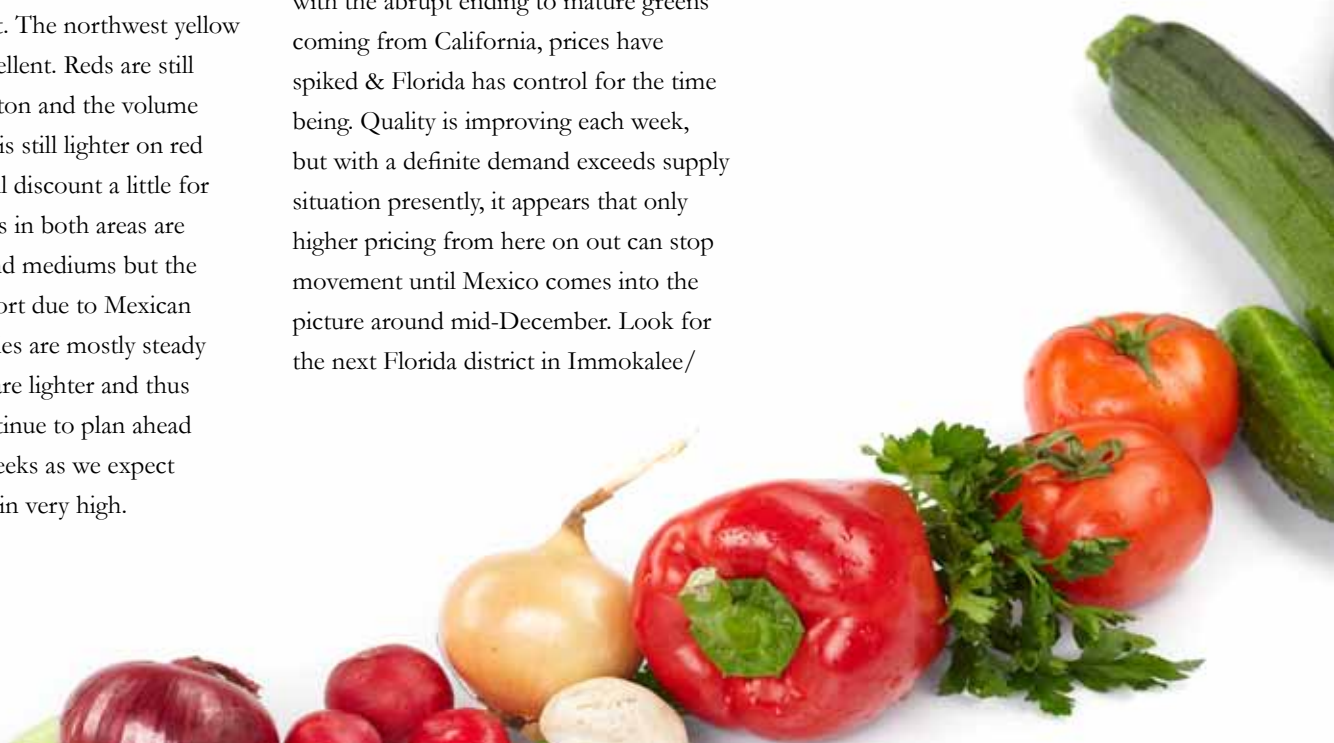 t. The northwest yellow
ellent. Reds are still
ton and the volume
is still lighter on red
l discount a little for
s in both areas are
nd mediums but the
ort due to Mexican
es are mostly steady
are lighter and thus
tinue to plan ahead
eeks as we expect
in very high.
with the abrupt ending to mature greens
coming from California, prices have
spiked & Florida has control for the time
being. Quality is improving each week,
but with a definite demand exceeds supply
situation presently, it appears that only
higher pricing from here on out can stop
movement until Mexico comes into the
picture around mid-December. Look for
the next Florida district in Immokalee/